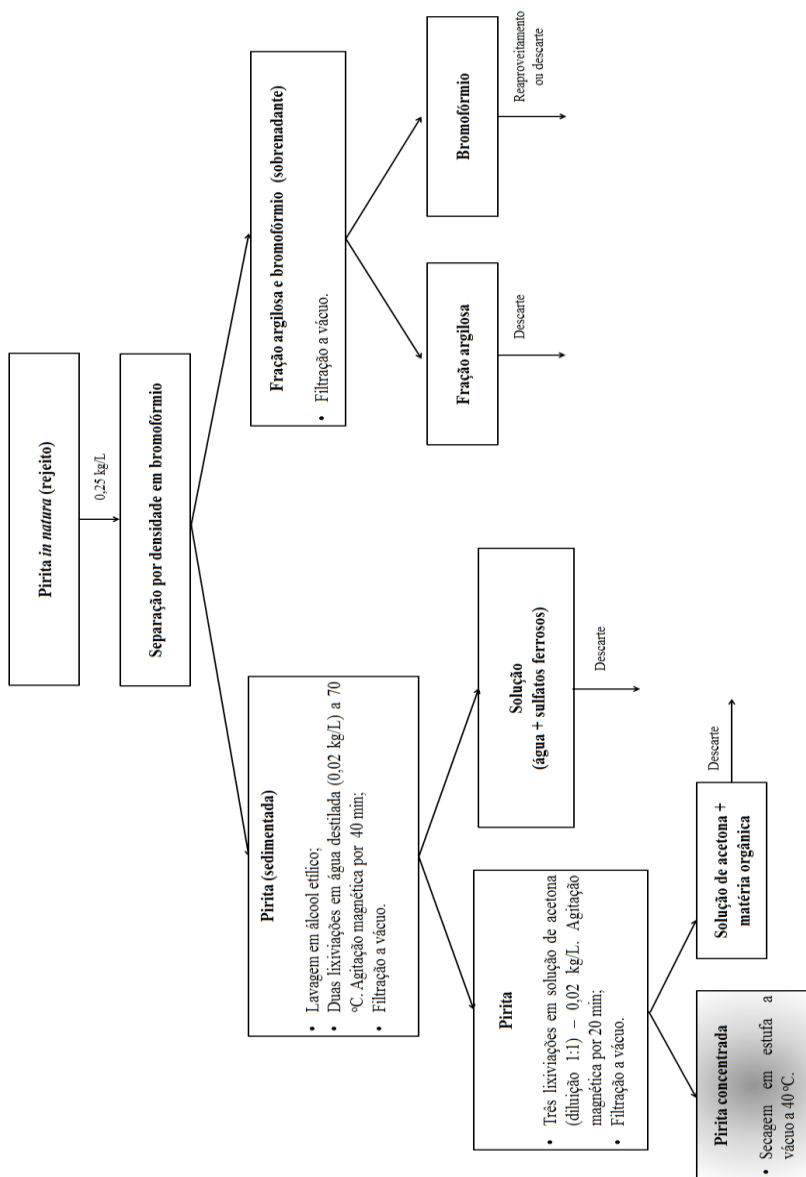 Pirita in natura (rejeito)
0,25 kg/L
Separação por densidade em bromofórmio
Pirita (sedimentada)
• Lavagem em álcool etílico;
• Duas lixiviações em água destilada (0,02 kg/L) a 70
ºC. Agitação magnética por 40 min;
• Filtração a vácuo.
Fração argilosa e bromofórmio (sobrenadante)
• Filtração a vácuo.
Pirita
• Três lixiviações em solução de acetona
(diluição 1:1) – 0,02 kg/L. Agitação
magnética por 20 min;
• Filtração a vácuo.
Solução
(água + sulfatos ferrosos)
Descarte
Fração argilosa
Descarte
Bromofórmio
Reaproveitamento
ou descarte
Pirita concentrada
• Secagem em estufa a
vácuo a 40 ºC.
Solução de acetona +
matéria orgânica
Descarte